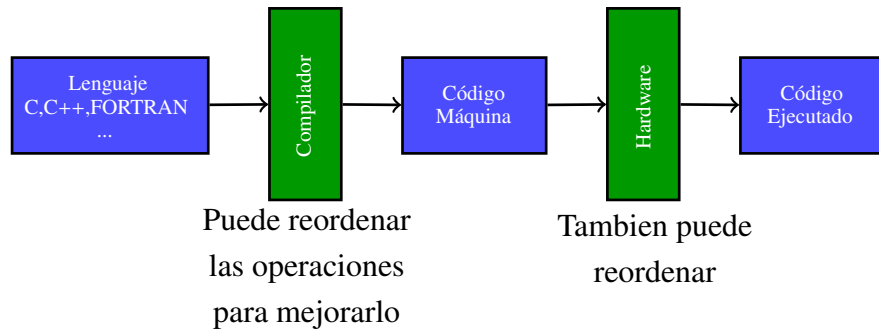 Lenguaje
C,C++,FORTRAN
...
Compilador
Código
Máquina
Hardware
Código
Ejecutado
Puede reordenar
las operaciones
para mejorarlo
Tambien puede
reordenar